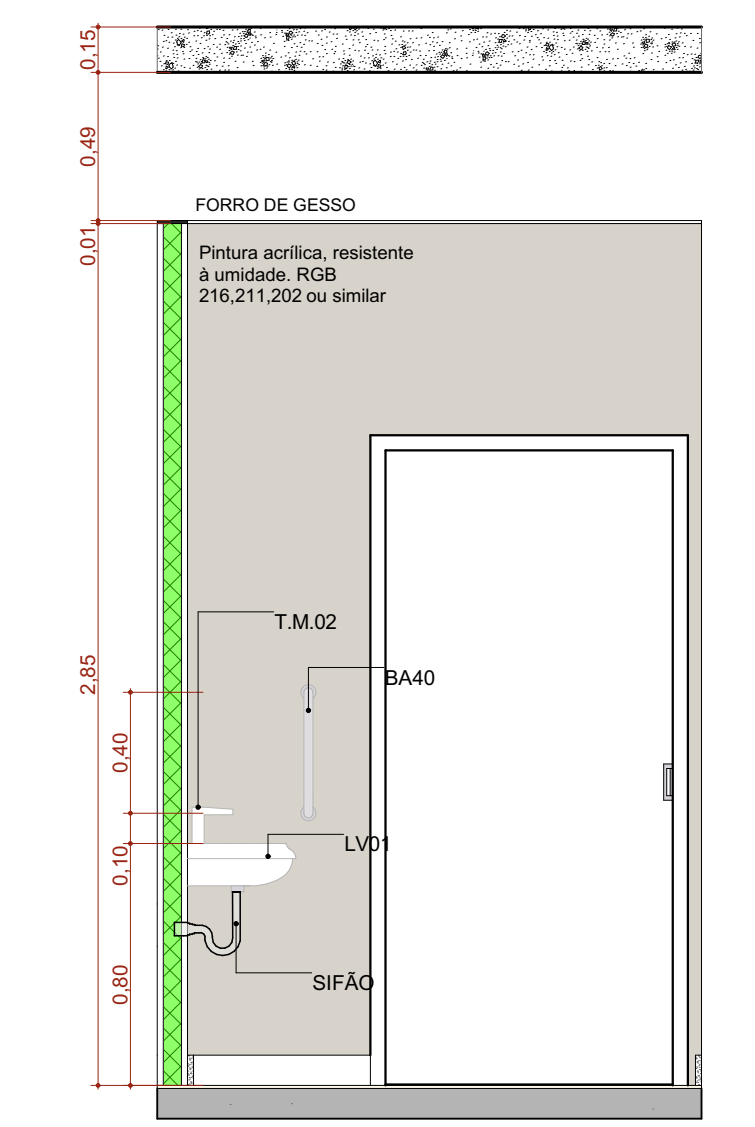 0,15
0,49
FORRO DE GESSO
0,01
Pintura acrílica, resistente
à umidade. RGB
216,211,202 ou similar
T.M.02
2,85
BA40
0,40
LV01
0,10
0,80
SIFÃO